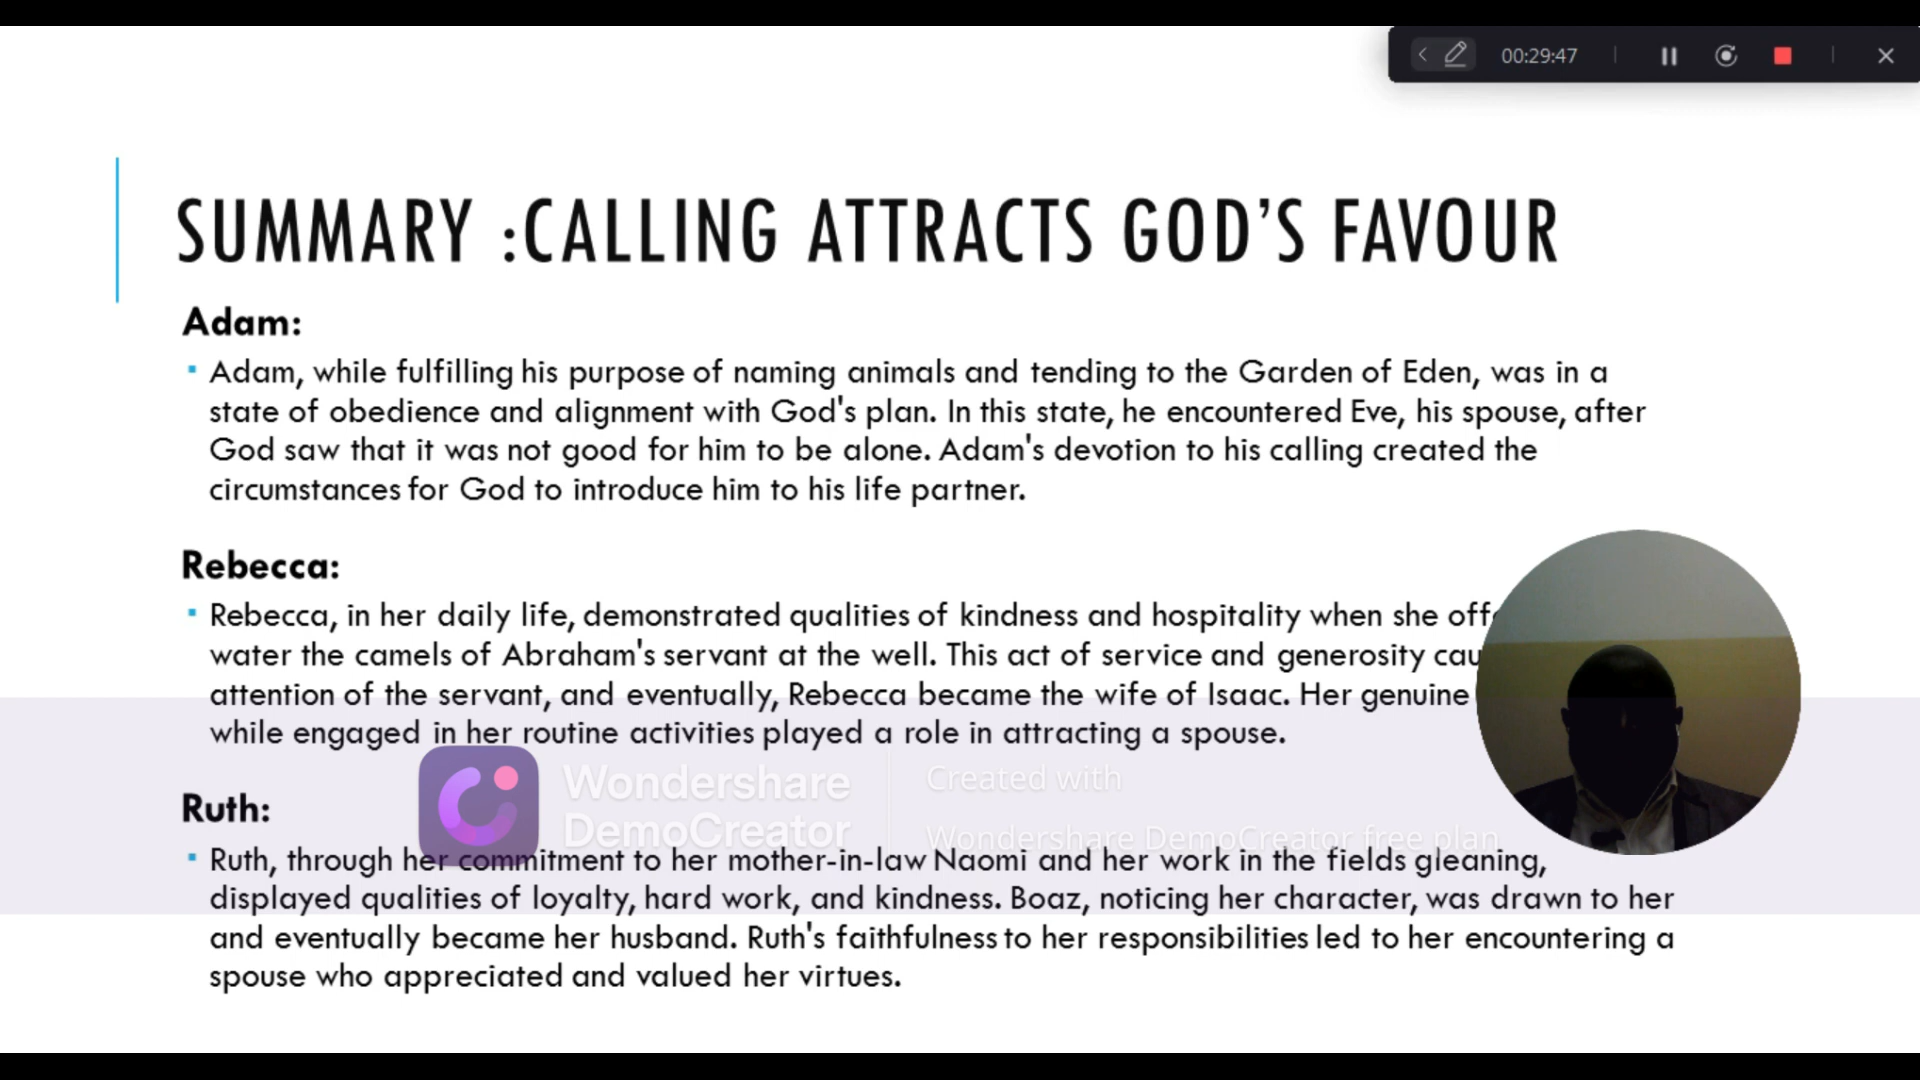 00:29:47
SUMMARY :CALLING ATTRACTS GOD'S FAVOUR
Adam:
Adam, while fulfilling his purpose of naming animals and tending to the Garden of Eden, was in a
state of obedience and alignment with God's plan. In this state, he encountered Eve, his spouse, after
God saw that it was not good for him to be alone. Adam's devotion to his calling created the
circumstances for God to introduce him to his life partner.
Rebecca:
Rebecca, in her daily life, demonstrated qualities of kindness and hospitality when she
water the camels of Abraham's servant at the well. This act of service and generosity
attention of the servant, and eventually, Rebecca became the wife of Isaac. Her genuine
while engaged in her routine activities played a role in attracting a spouse.
Wondershare
DemoCreator
Created with
Wondershare DemoCreator free plan
Ruth:
Ruth, through her commitment to her mother-in-law Naomi and her work in the fields gleaning,
displayed qualities of loyalty, hard work, and kindness. Boaz, noticing her character, was drawn to her
and eventually became her husband. Ruth's faithfulness to her responsibilities led to her encountering a
spouse who appreciated and valued her virtues.